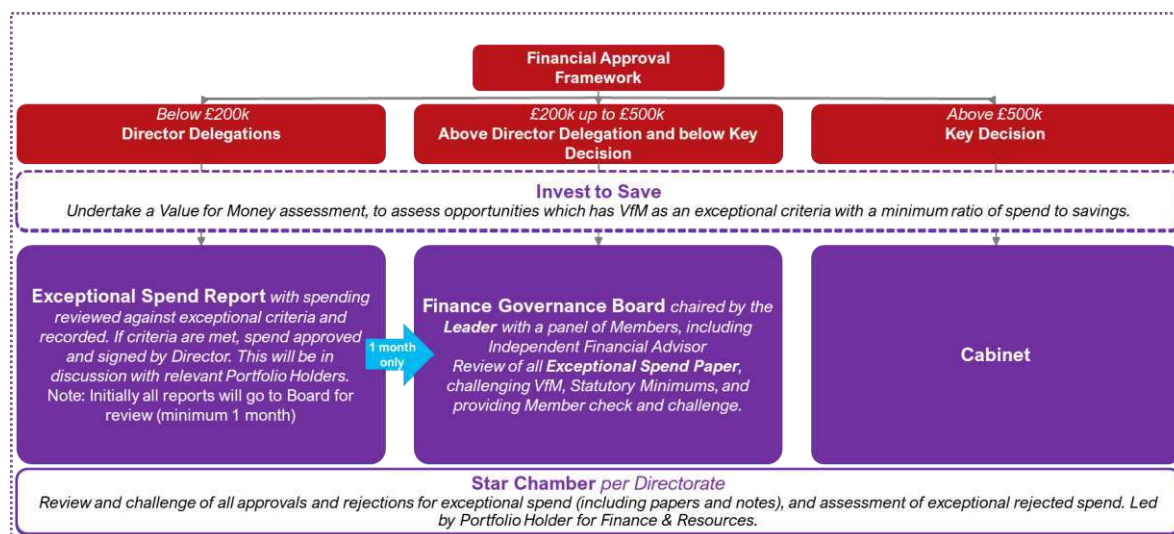 Financial Approval
Framework
Below £200k
Director Delegations
£200k up to £500k
Above Director Delegation and below Key
Decision
Above £500k
Key Decision
Invest to Save
Undertake a Value for Money assessment, to assess opportunities which has VfM as an exceptional criteria with a minimum ratio of spend to savings.
Exceptional Spend Report with spending
reviewed against exceptional criteria and
recorded. If criteria are met, spend approved
and signed by Director. This will be in
discussion with relevant Portfolio Holders.
Note: Initially all reports will go to Board for
review (minimum 1 month)
1 month
only
Finance Governance Board chaired by the
Leader with a panel of Members, including
Independent Financial Advisor
Review of all Exceptional Spend Paper,
challenging VfM, Statutory Minimums, and
providing Member check and challenge.
Cabinet
Star Chamber per Directorate
Review and challenge of all approvals and rejections for exceptional spend (including papers and notes), and assessment of exceptional rejected spend. Led
by Portfolio Holder for Finance & Resources.